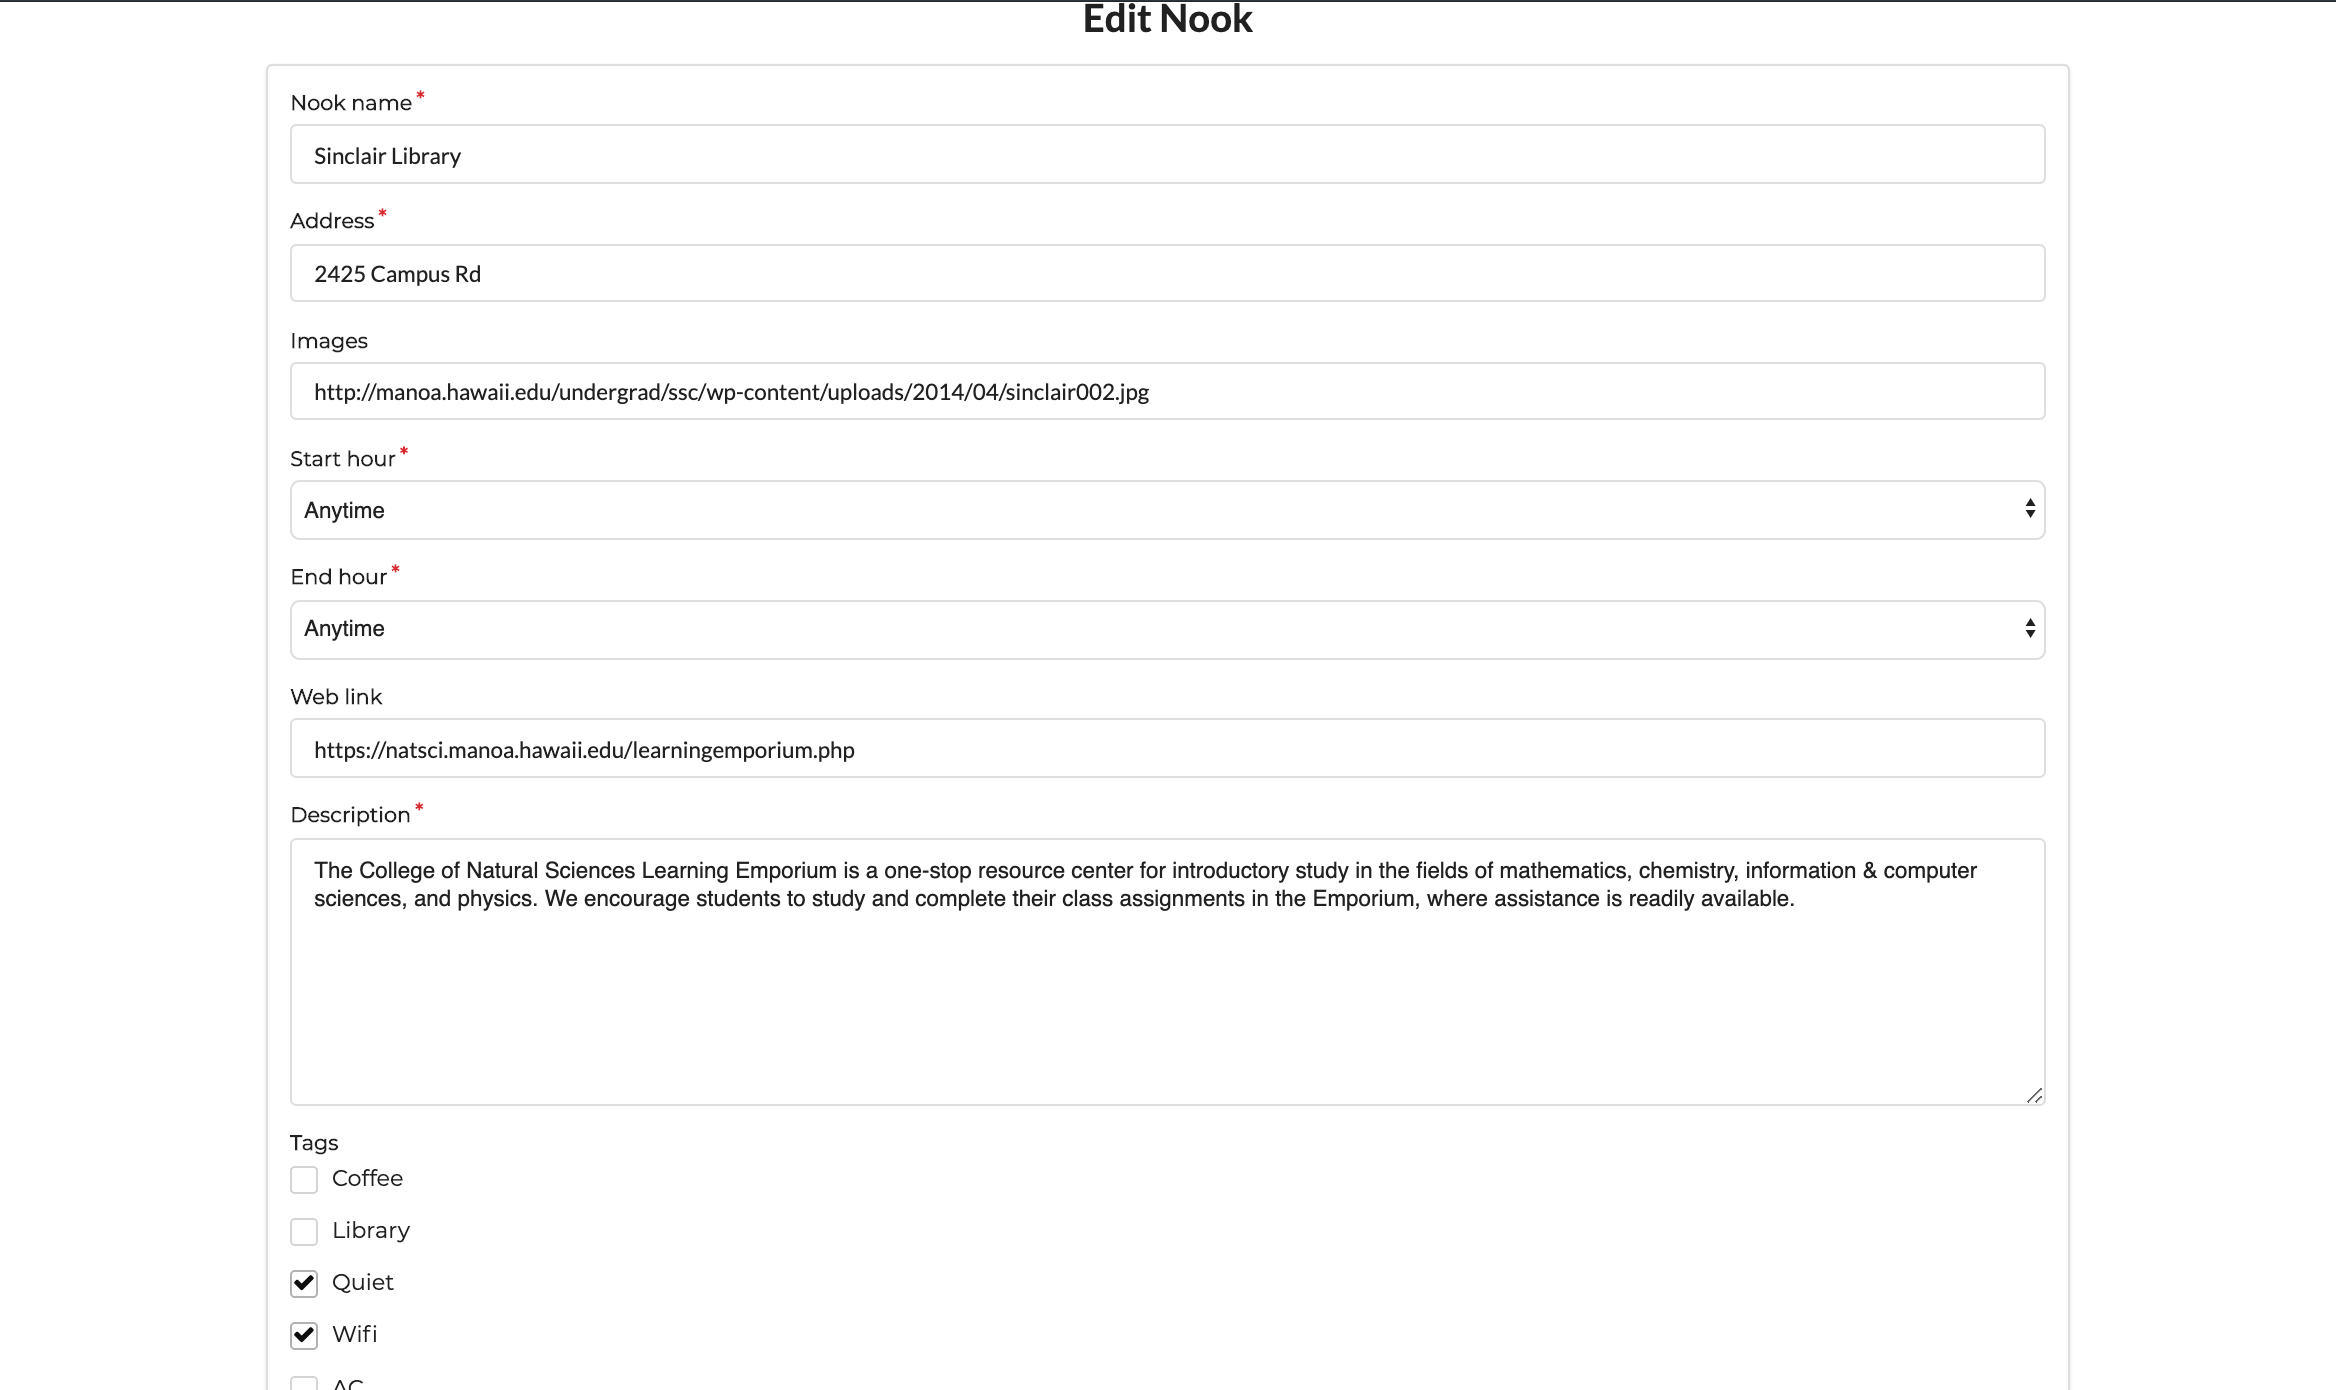 Edit Nook
Nook name*
Sinclair Library
Address*
2425 Campus Rd
Images
http://manoa.hawaii.edu/undergrad/ssc/wp-content/uploads/2014/04/sinclair002.jpg
Start hour*
Anytime
End hour*
Anytime
Web link
https://natsci.manoa.hawaii.edu/learningemporium.php
Description*
The College of Natural Sciences Learning Emporium is a one-stop resource center for introductory study in the fields of mathematics, chemistry, information & computer
sciences, and physics. We encourage students to study and complete their class assignments in the Emporium, where assistance is readily available.
Tags
Coffee
Library
Quiet
Wifi
AC